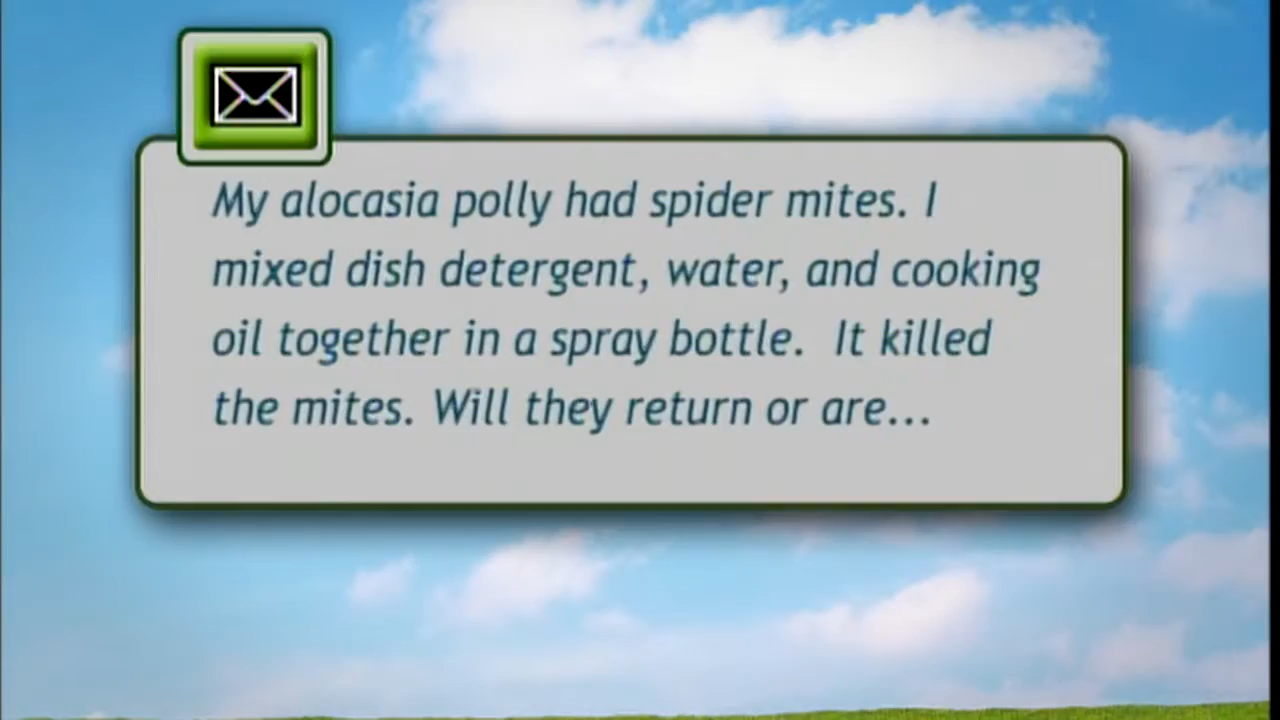 My alocasia polly had spider mites. I
mixed dish detergent, water, and cooking
oil together in a spray bottle.  It killed
the mites. Will they return or are...